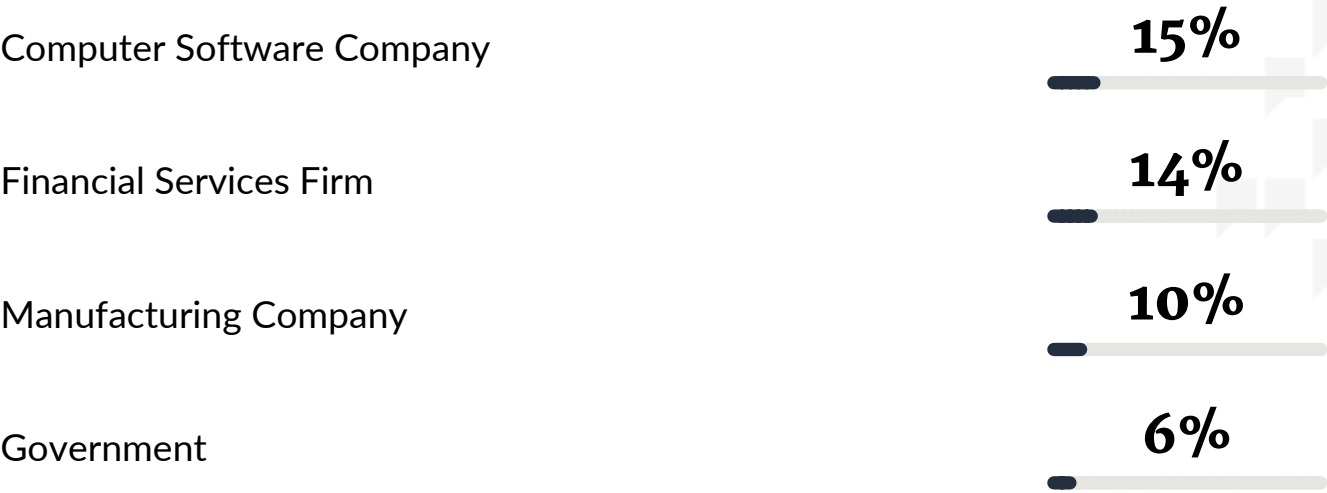 Computer Software Company 15%
Financial Services Firm 14%
Manufacturing Company 10%
Government 6%